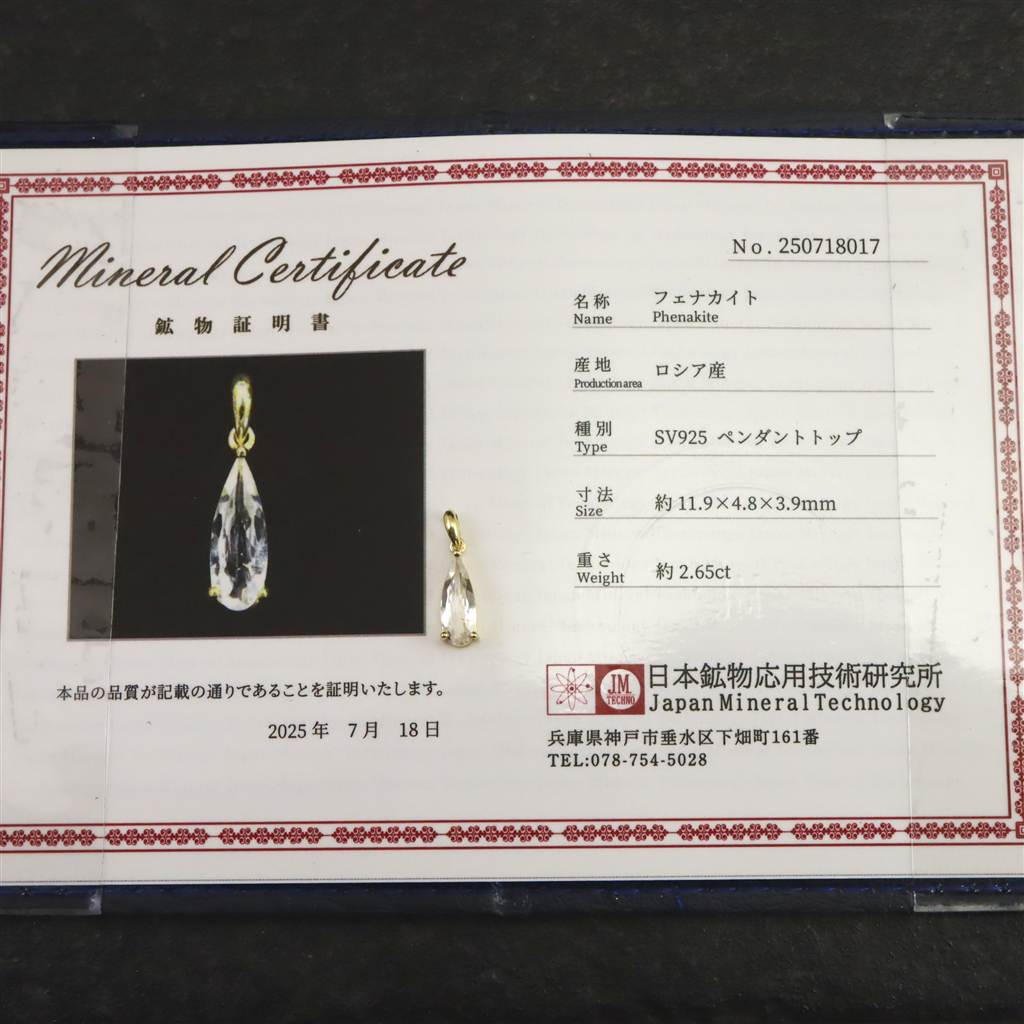 Mineral Certificate
鉱物証明書
No. 250718017
名称 フェナカイト
Name Phenakite
産地 ロシア産
Production area
種別 SV925 ペンダントトップ
Type
寸法 約11.9×4.8×3.9mm
Size
重さ 約2.65ct
Weight
本品の品質が記載の通りであることを証明いたします。
2025年 7月 18日
J.M.
TECHNO
日本鉱物応用技術研究所
Japan Mineral Technology
兵庫県神戸市垂水区下畑町161番
TEL:078-754-5028